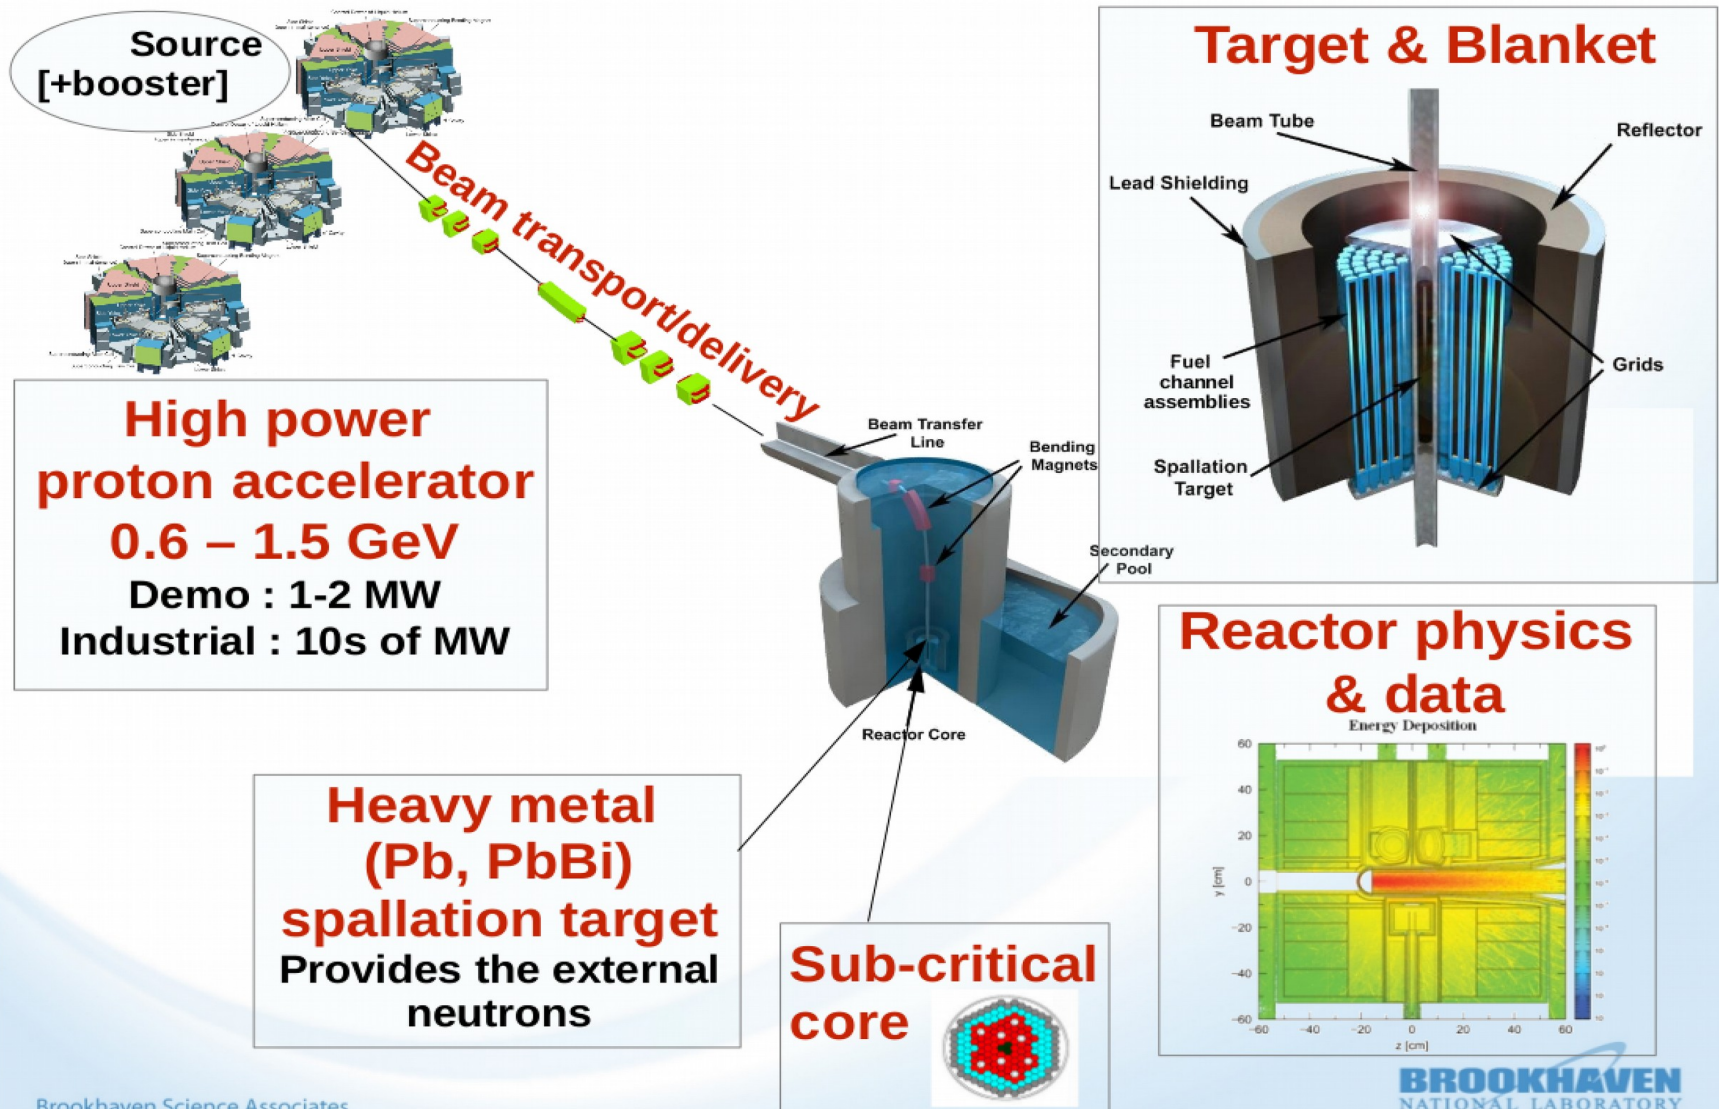 Source
[+booster]
Beam transport/delivery
High power
proton accelerator
0.6 – 1.5 GeV
Demo : 1-2 MW
Industrial : 10s of MW
Beam Transfer
Line
Bending
Magnets
Secondary
Pool
Reactor Core
Heavy metal
(Pb, PbBi)
spallation target
Provides the external
neutrons
Sub-critical
core
Target & Blanket
Beam Tube
Reflector
Lead Shielding
Fuel
channel
assemblies
Grids
Spallation
Target
Reactor physics
& data
Energy Deposition
60
40
20
0
−20
−40
−60
y [cm]
−60 −40 −20 0 20 40 60
z [cm]
Brookhaven Science Associates
BROOKHAVEN
NATIONAL LABORATORY